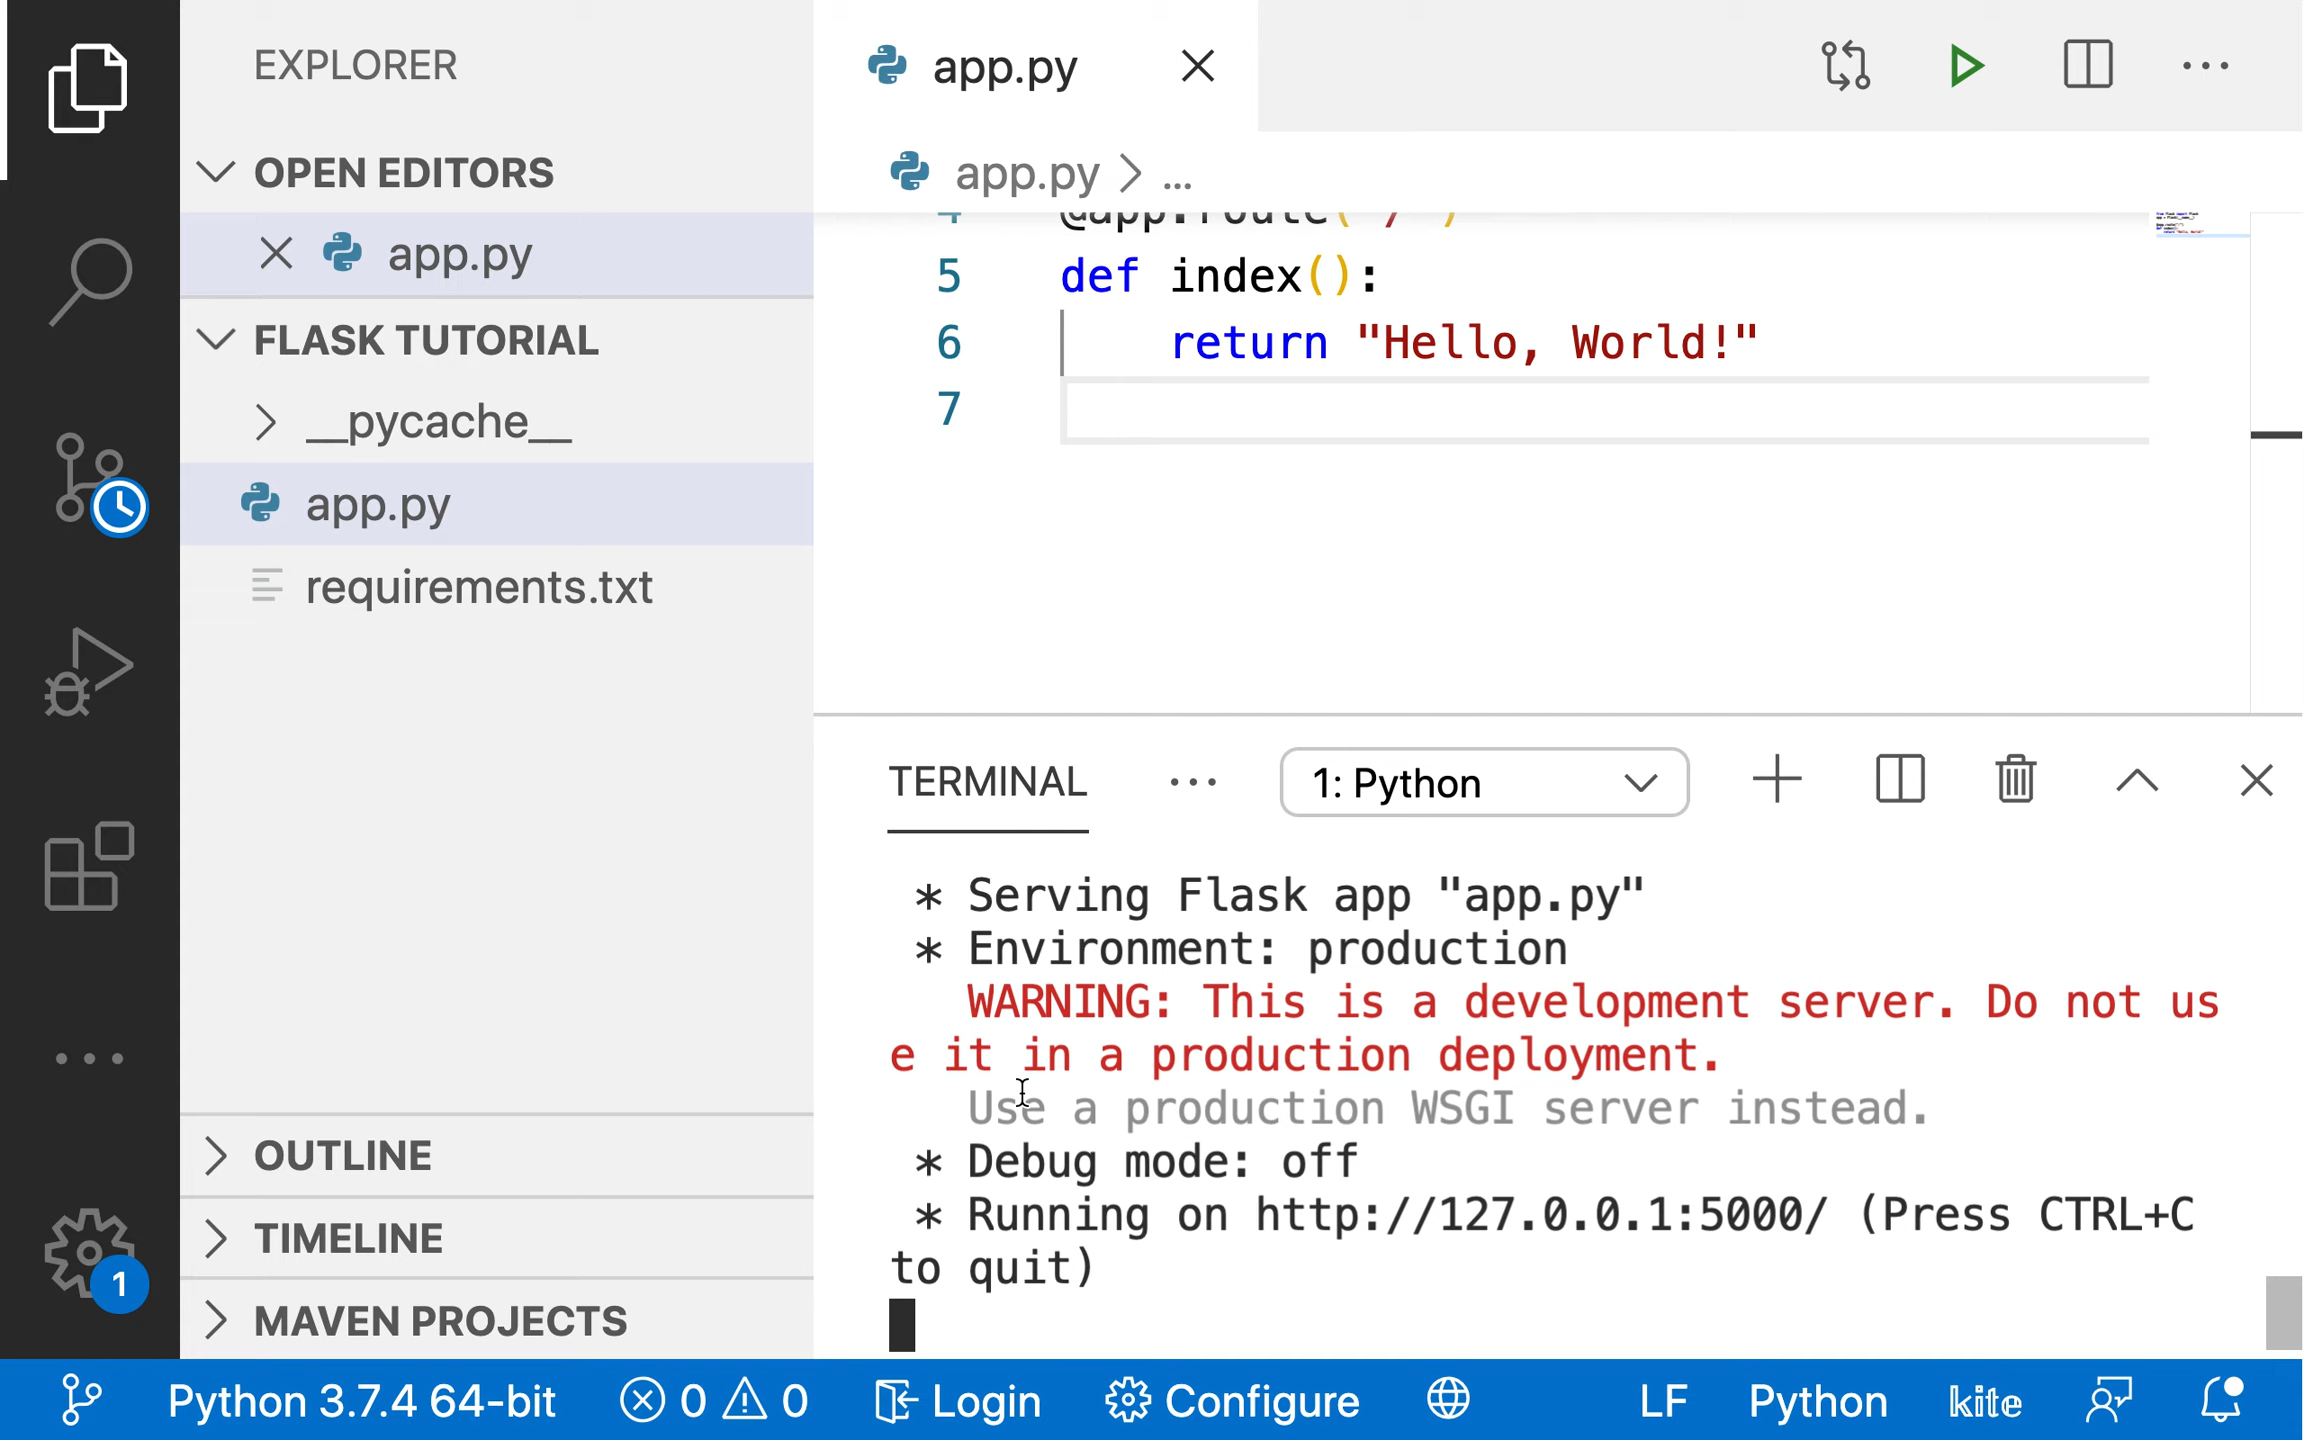 EXPLORER
OPEN EDITORS
app.py
FLASK TUTORIAL
__pycache__
app.py
requirements.txt
OUTLINE
TIMELINE
MAVEN PROJECTS
1
app.py
app.py > ...
4 @app.route('/')
5 def index():
6 return "Hello, World!"
7
TERMINAL ... 1: Python
* Serving Flask app "app.py"
* Environment: production
WARNING: This is a development server. Do not us
e it in a production deployment.
Use a production WSGI server instead.
* Debug mode: off
* Running on http://127.0.0.1:5000/ (Press CTRL+C
to quit)
Python 3.7.4 64-bit 0 0 Login Configure LF Python kite